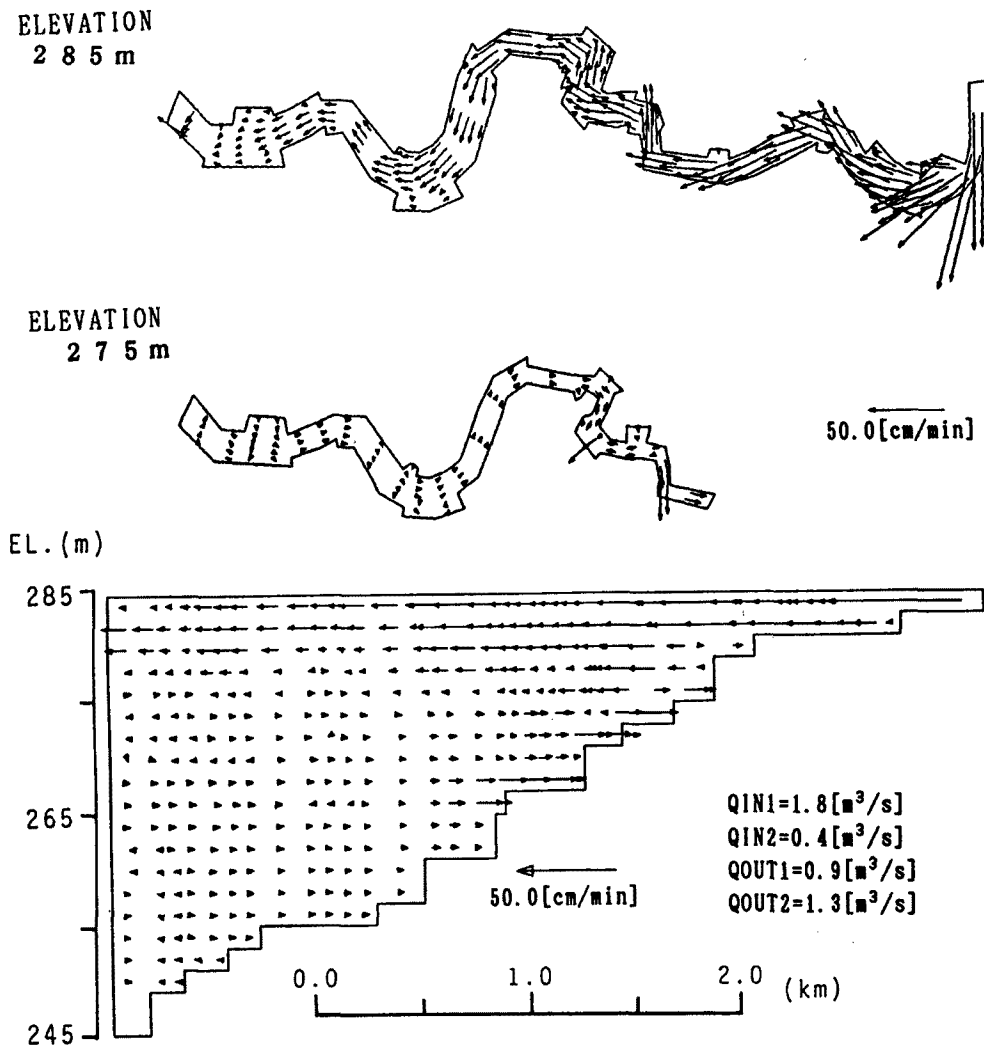 ELEVATION
285m
ELEVATION
275m
50.0[cm/min]
EL.(m)
285
265
245
QIN1=1.8[m³/s]
QIN2=0.4[m³/s]
QOUT1=0.9[m³/s]
QOUT2=1.3[m³/s]
50.0[cm/min]
0.0 1.0 2.0 (km)